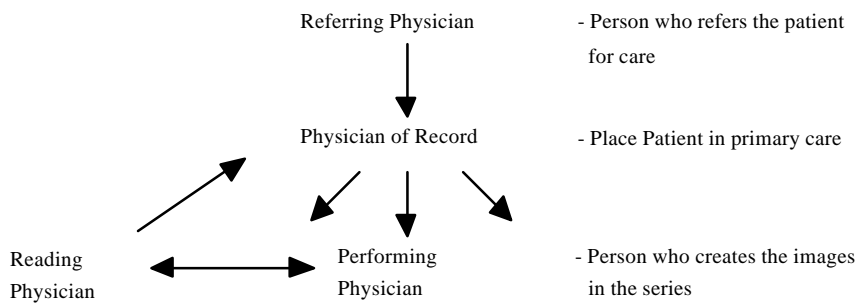 Referring Physician - Person who refers the patient
for care
Physician of Record - Place Patient in primary care
Reading Performing - Person who creates the images
Physician Physician in the series